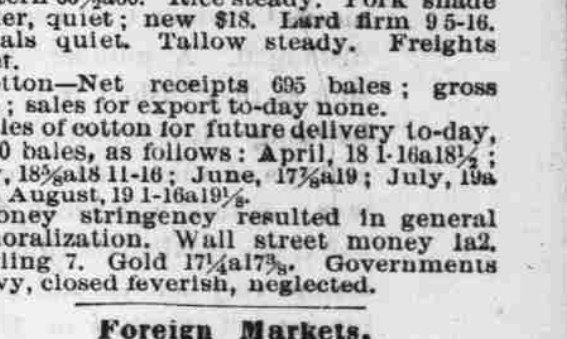 er, quiet; new $18. Lard firm 9 5-16.
als quiet. Tallow steady. Freights
tton—Net receipts 695 bales; gross
; sales for export to-day none.
les of cotton for future delivery to-day,
0 bales, as follows: April, 18 1-16a18½;
, 18⅝a18 11-16; June, 17⅞a19; July, 19a
August, 19 1-16a19⅛.
oney stringency resulted in general
oralization. Wall street money 1a2.
ling 7. Gold 17¼a17⅜. Governments
vy, closed feverish, neglected.
Foreign Markets.